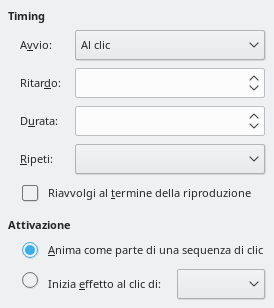 Timing
Avvio: Al clic
Ritardo:
Durata:
Ripeti:
Riavvolgi al termine della riproduzione
Attivazione
Anima come parte di una sequenza di clic
Inizia effetto al clic di: